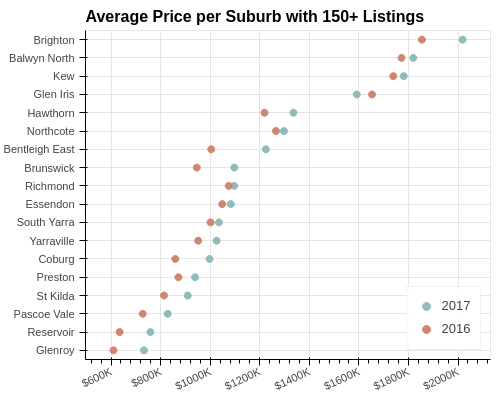 Average Price per Suburb with 150+ Listings
Brighton
Balwyn North
Kew
Glen Iris
Hawthorn
Northcote
Bentleigh East
Brunswick
Richmond
Essendon
South Yarra
Yarraville
Coburg
Preston
St Kilda
Pascoe Vale
Reservoir
Glenroy
2017
2016
$600K $800K $1000K $1200K $1400K $1600K $1800K $2000K